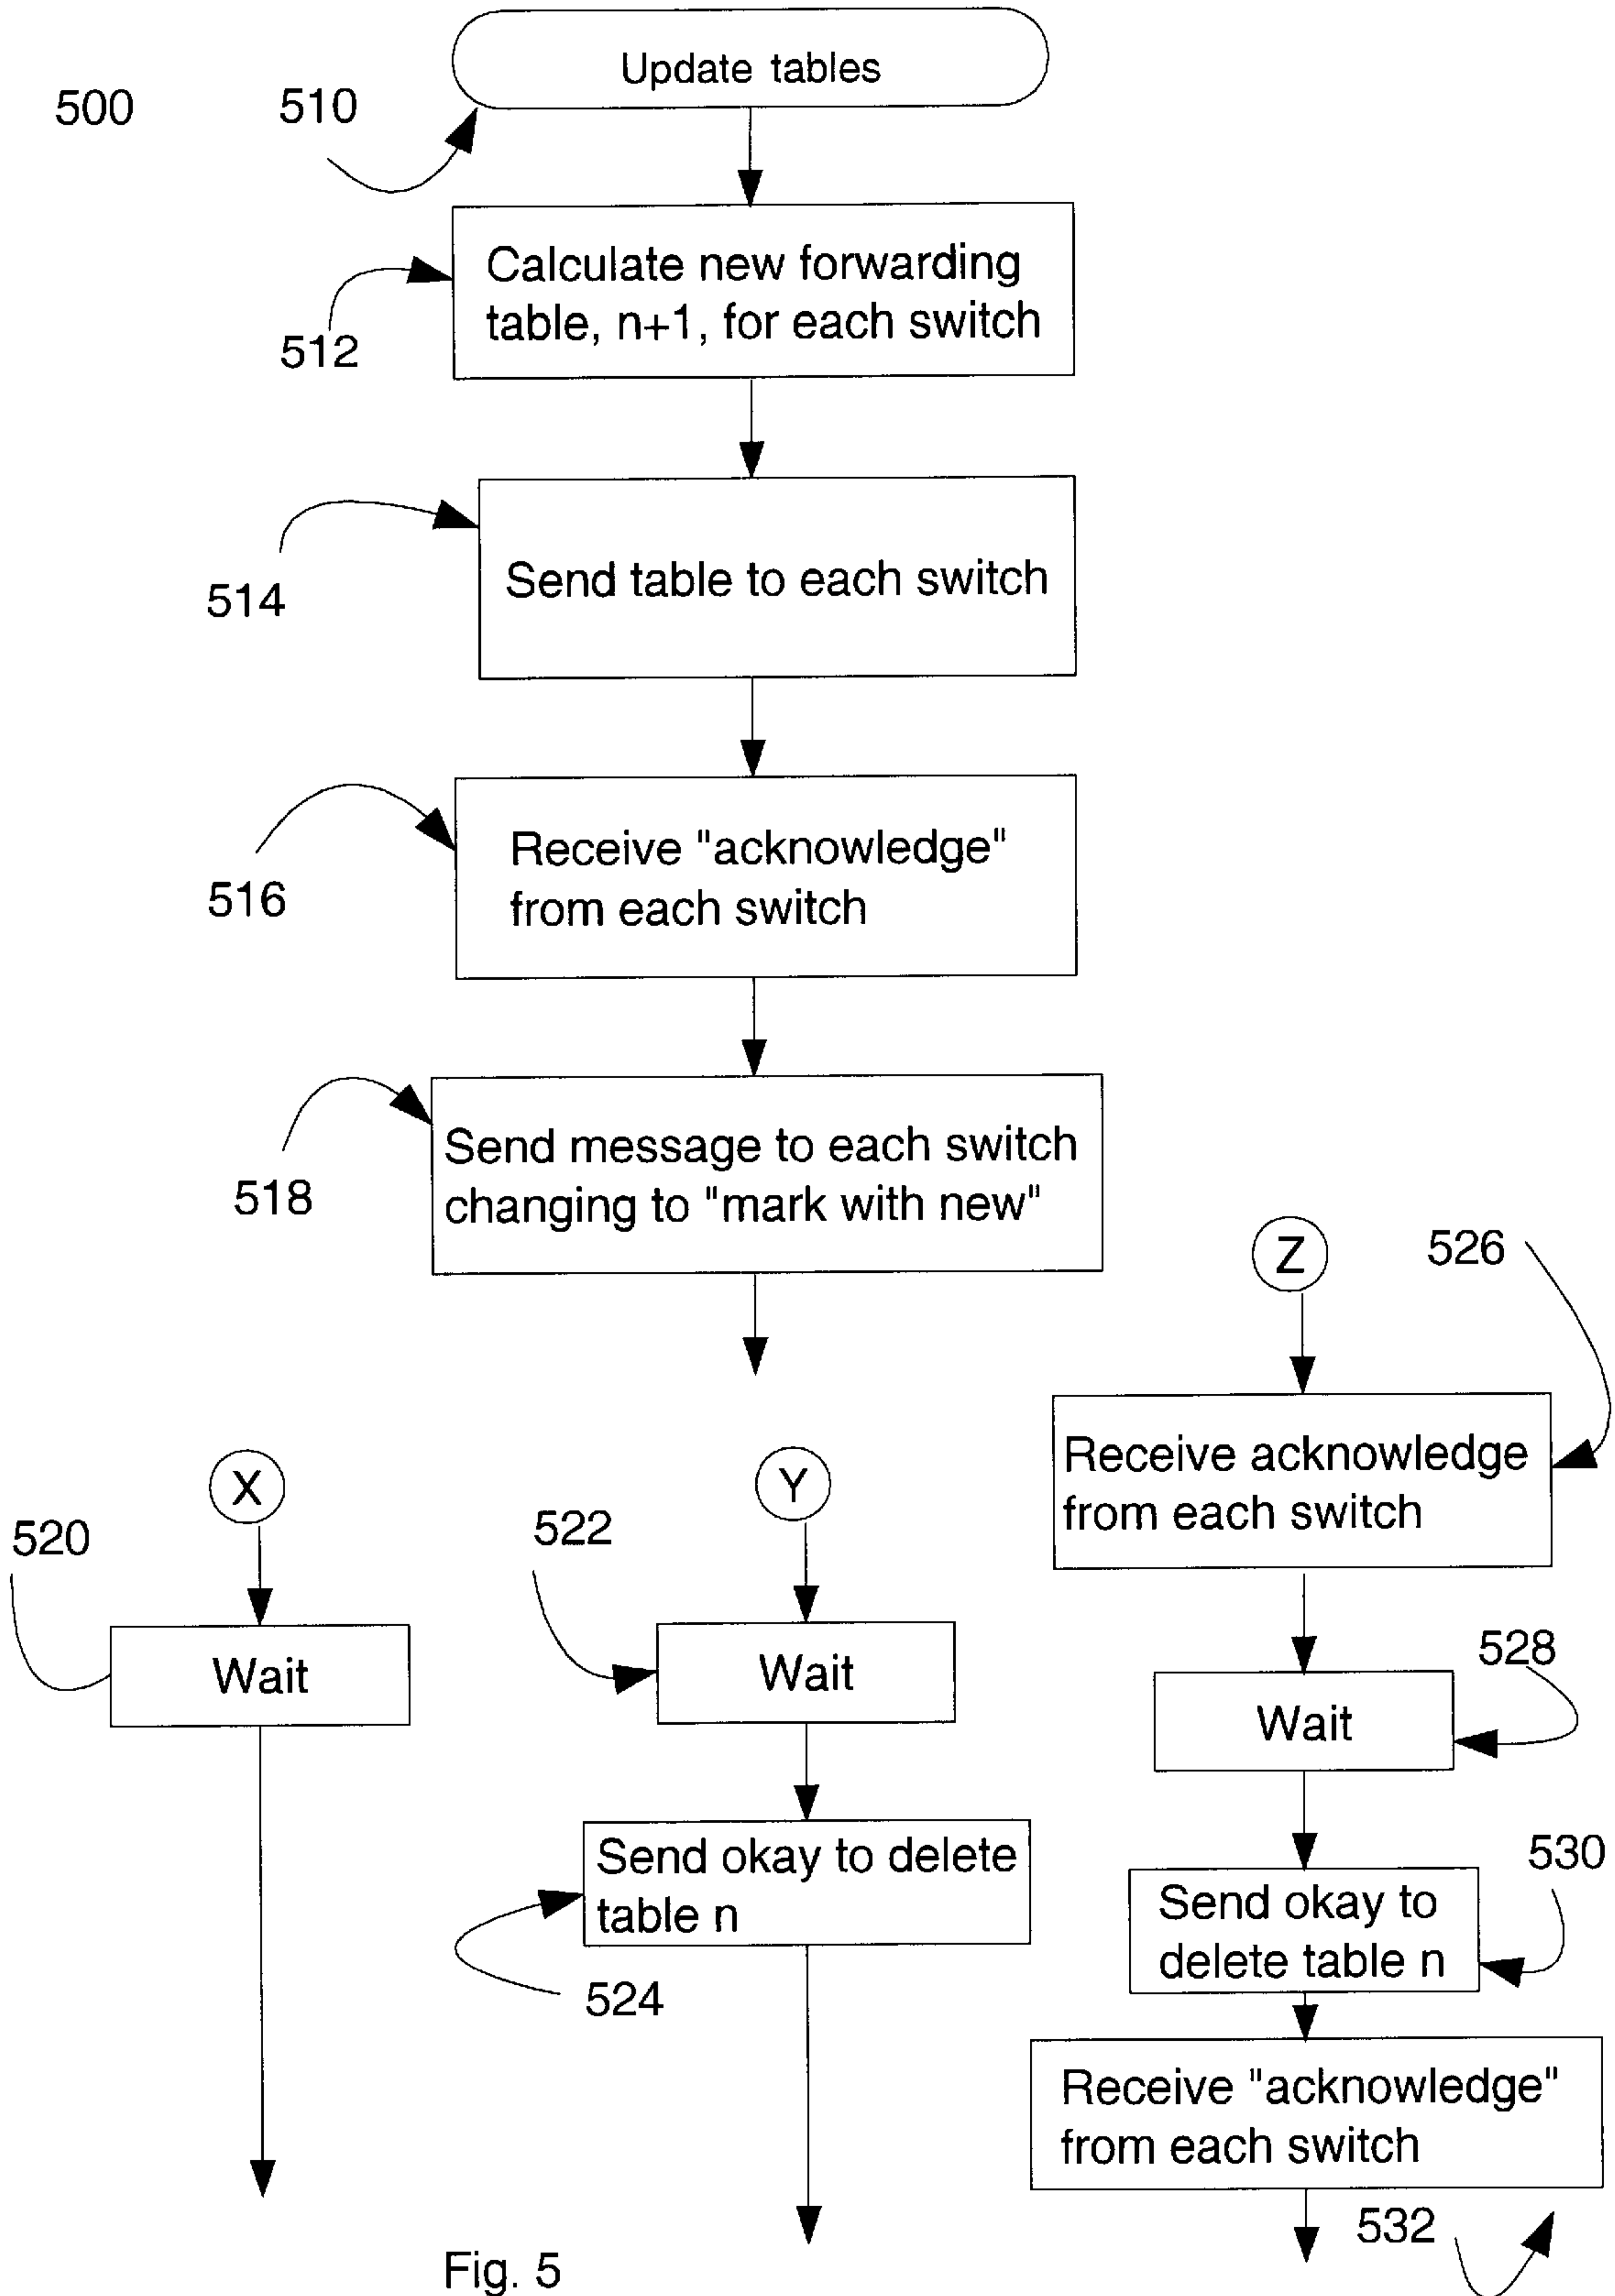 Update tables
500
510
Calculate new forwarding
table, n+1, for each switch
512
Send table to each switch
514
Receive "acknowledge"
from each switch
516
Send message to each switch
changing to "mark with new"
518
X
520
Wait
Y
522
Wait
Send okay to delete
table n
524
Z
526
Receive acknowledge
from each switch
528
Wait
530
Send okay to
delete table n
Receive "acknowledge"
from each switch
532
Fig. 5